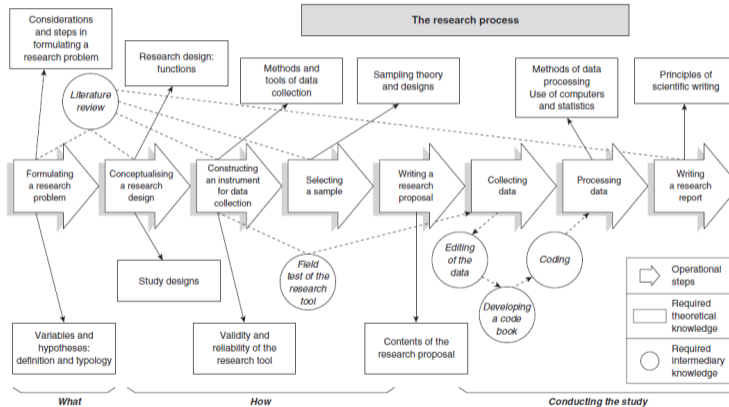 The research process
Considerations
and steps in
formulating a
research problem
Research design:
functions
Methods and
tools of data
collection
Sampling theory
and designs
Methods of data
processing
Use of computers
and statistics
Principles of
scientific writing
Literature
review
Formulating
a research
problem
Conceptualising
a research
design
Constructing
an instrument
for data
collection
Selecting
a sample
Writing a
research
proposal
Collecting
data
Processing
data
Writing
a research
report
Field
test of the
research
tool
Editing
of the
data
Coding
Developing
a code
book
Study designs
Variables and
hypotheses:
definition and typology
Validity and
reliability of the
research tool
Contents of the
research proposal
Operational
steps
Required
theoretical
knowledge
Required
intermediary
knowledge
What
How
Conducting the study